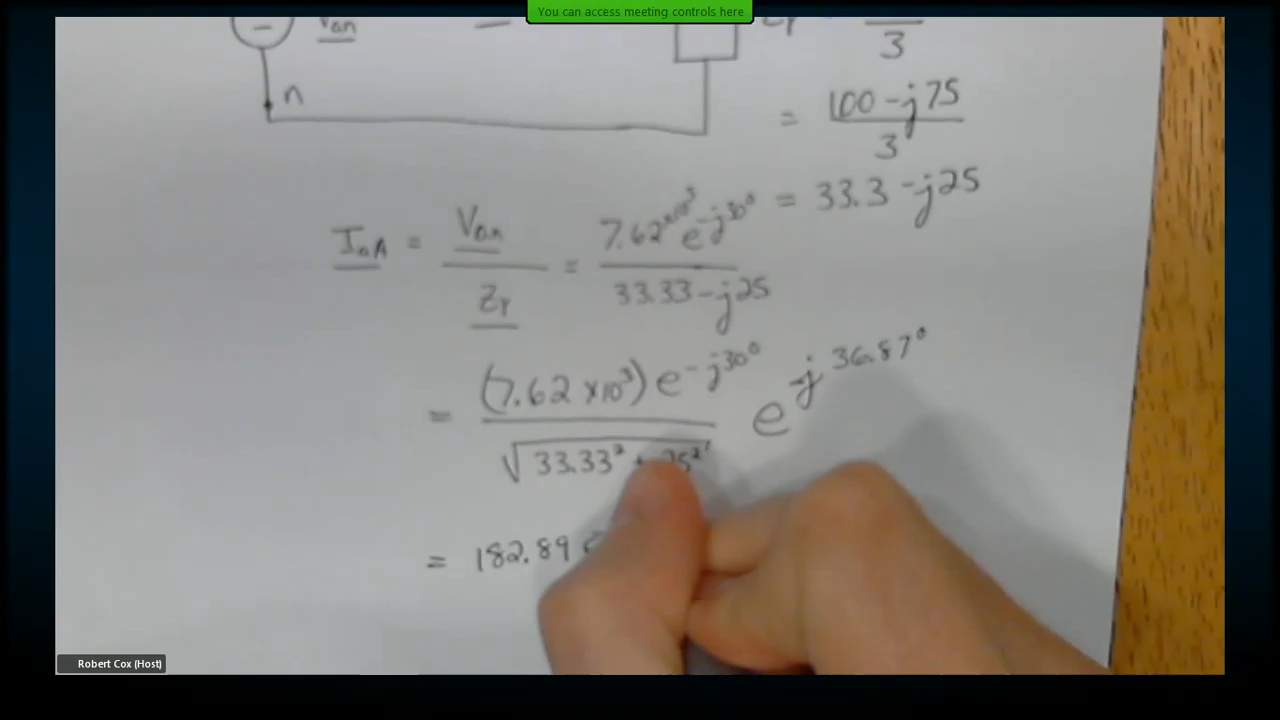 You can access meeting controls here
Van
3
n
= 100 - j75
3
= 33.3 - j25
IaA = Van = 7.62×10³ e^-j30°
ZY 33.33 - j25
= (7.62 ×10³) e^-j30° e^-j36.87°
√33.33² + 25²
= 182.89 e
Robert Cox (Host)